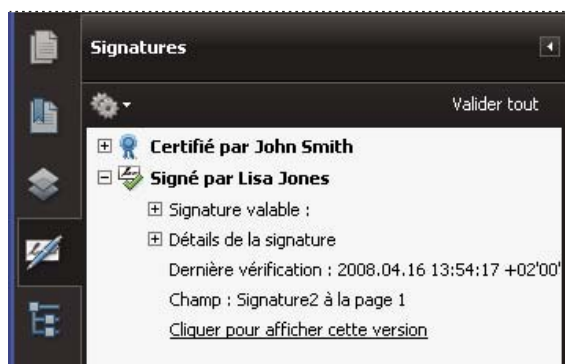 Signatures
Valider tout
Certifié par John Smith
Signé par Lisa Jones
Signature valable :
Détails de la signature
Dernière vérification : 2008.04.16 13:54:17 +02'00'
Champ : Signature2 à la page 1
Cliquer pour afficher cette version